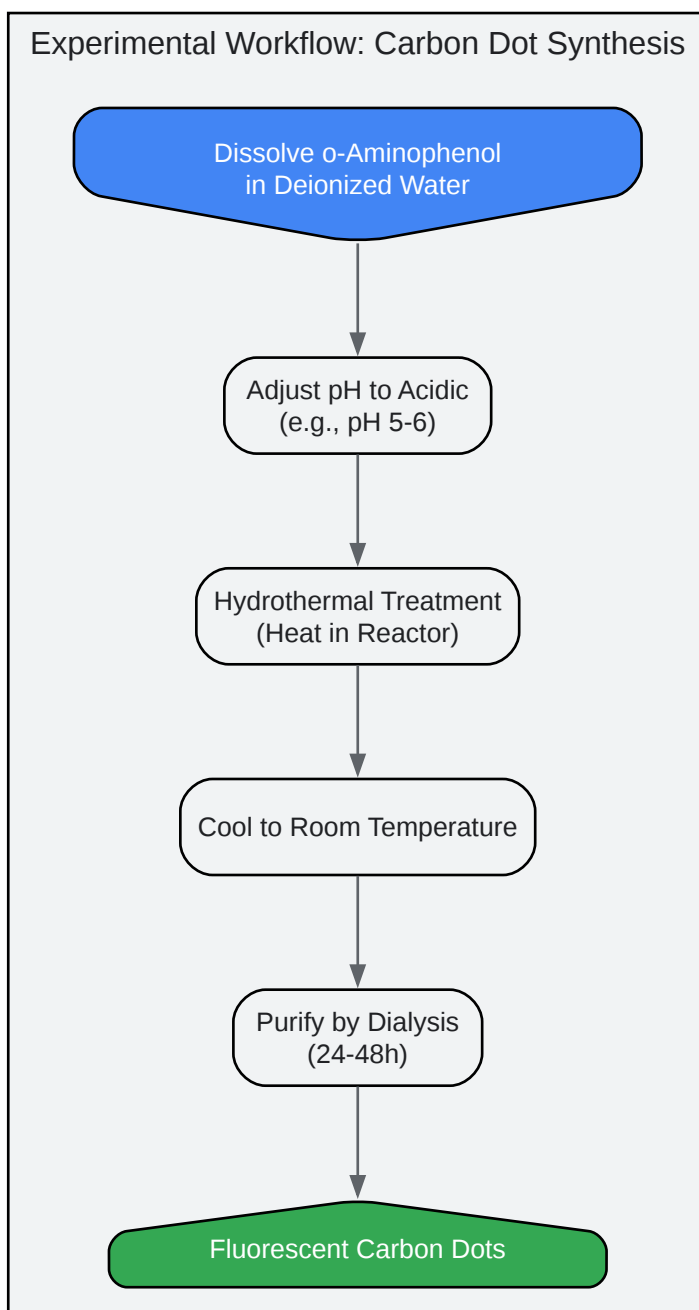 Experimental Workflow: Carbon Dot Synthesis
Dissolve o-Aminophenol
in Deionized Water
Adjust pH to Acidic
(e.g., pH 5-6)
Hydrothermal Treatment
(Heat in Reactor)
Cool to Room Temperature
Purify by Dialysis
(24-48h)
Fluorescent Carbon Dots